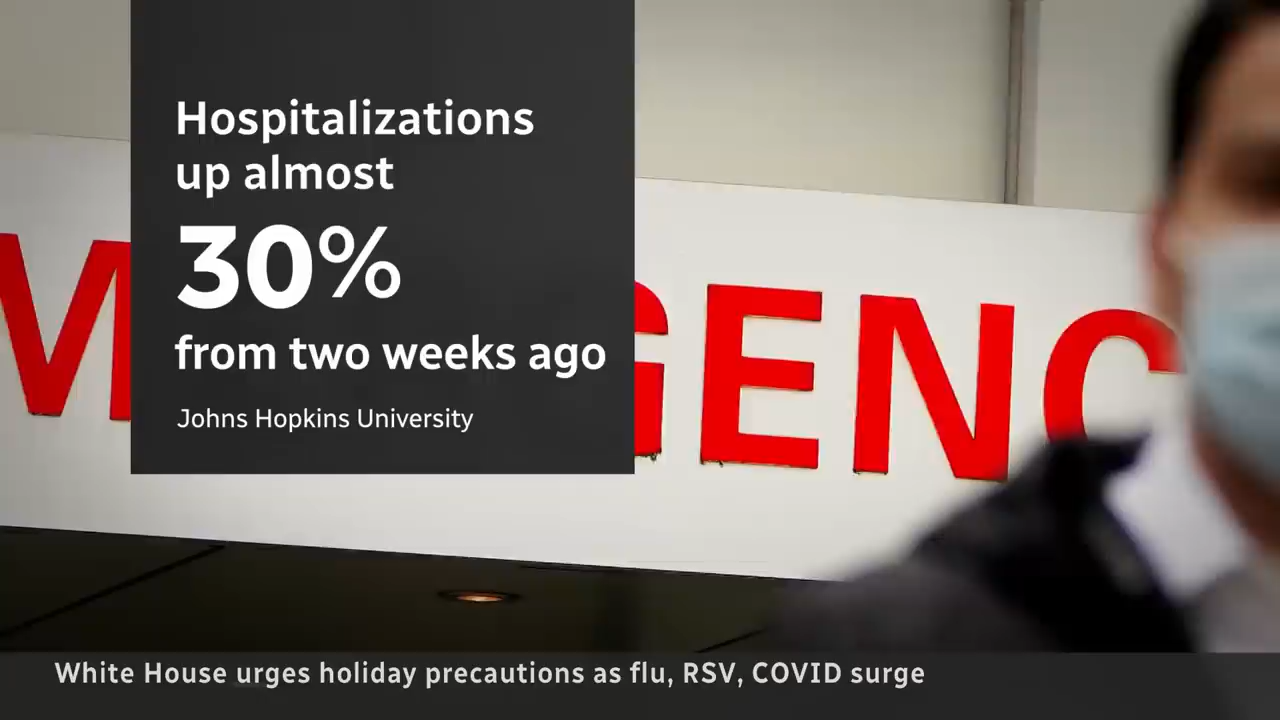 Hospitalizations
up almost
30%
from two weeks ago
Johns Hopkins University
M GENC
White House urges holiday precautions as flu, RSV, COVID surge